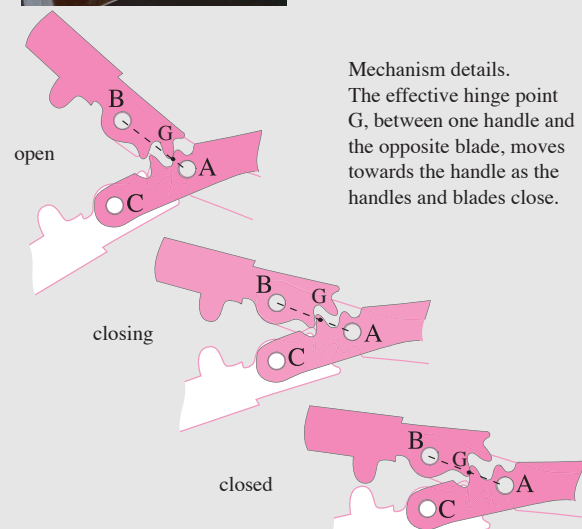 Mechanism details.
The effective hinge point
G, between one handle and
the opposite blade, moves
towards the handle as the
handles and blades close.
B
G
open
A
C
B
G
closing
A
C
B
G
closed
A
C